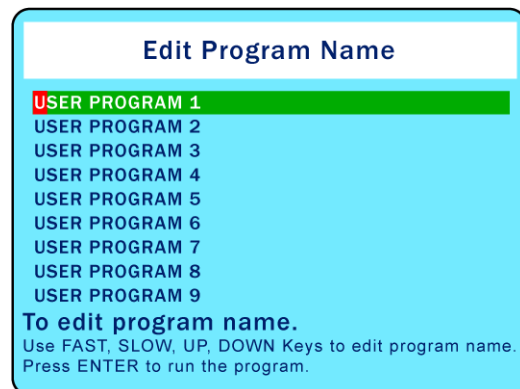 Edit Program Name
USER PROGRAM 1
USER PROGRAM 2
USER PROGRAM 3
USER PROGRAM 4
USER PROGRAM 5
USER PROGRAM 6
USER PROGRAM 7
USER PROGRAM 8
USER PROGRAM 9
To edit program name.
Use FAST, SLOW, UP, DOWN Keys to edit program name.
Press ENTER to run the program.